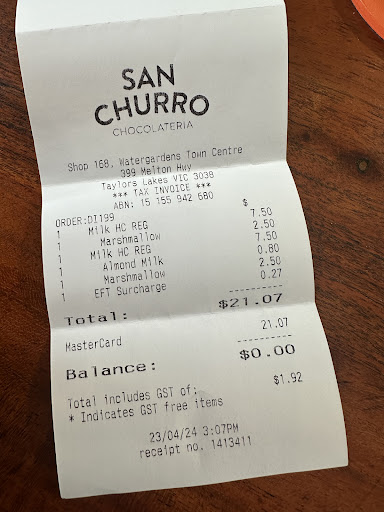 SAN
CHURRO
CHOCOLATERIA
Shop 168, Watergardens Town Centre
399 Melton Hwy
Taylors Lakes VIC 3038
*** TAX INVOICE ***
ABN: 15 155 942 680
$
ORDER:DI199
1 Milk HC REG 7.50
1 Marshmallow 2.50
1 Milk HC REG 7.50
1 Almond Milk 0.80
1 Marshmallow 2.50
1 EFT Surcharge 0.27
---------
Total: $21.07
MasterCard 21.07
---------
Balance: $0.00
Total includes GST of: $1.92
* Indicates GST free items
23/04/24 3:07PM
receipt no. 1413411